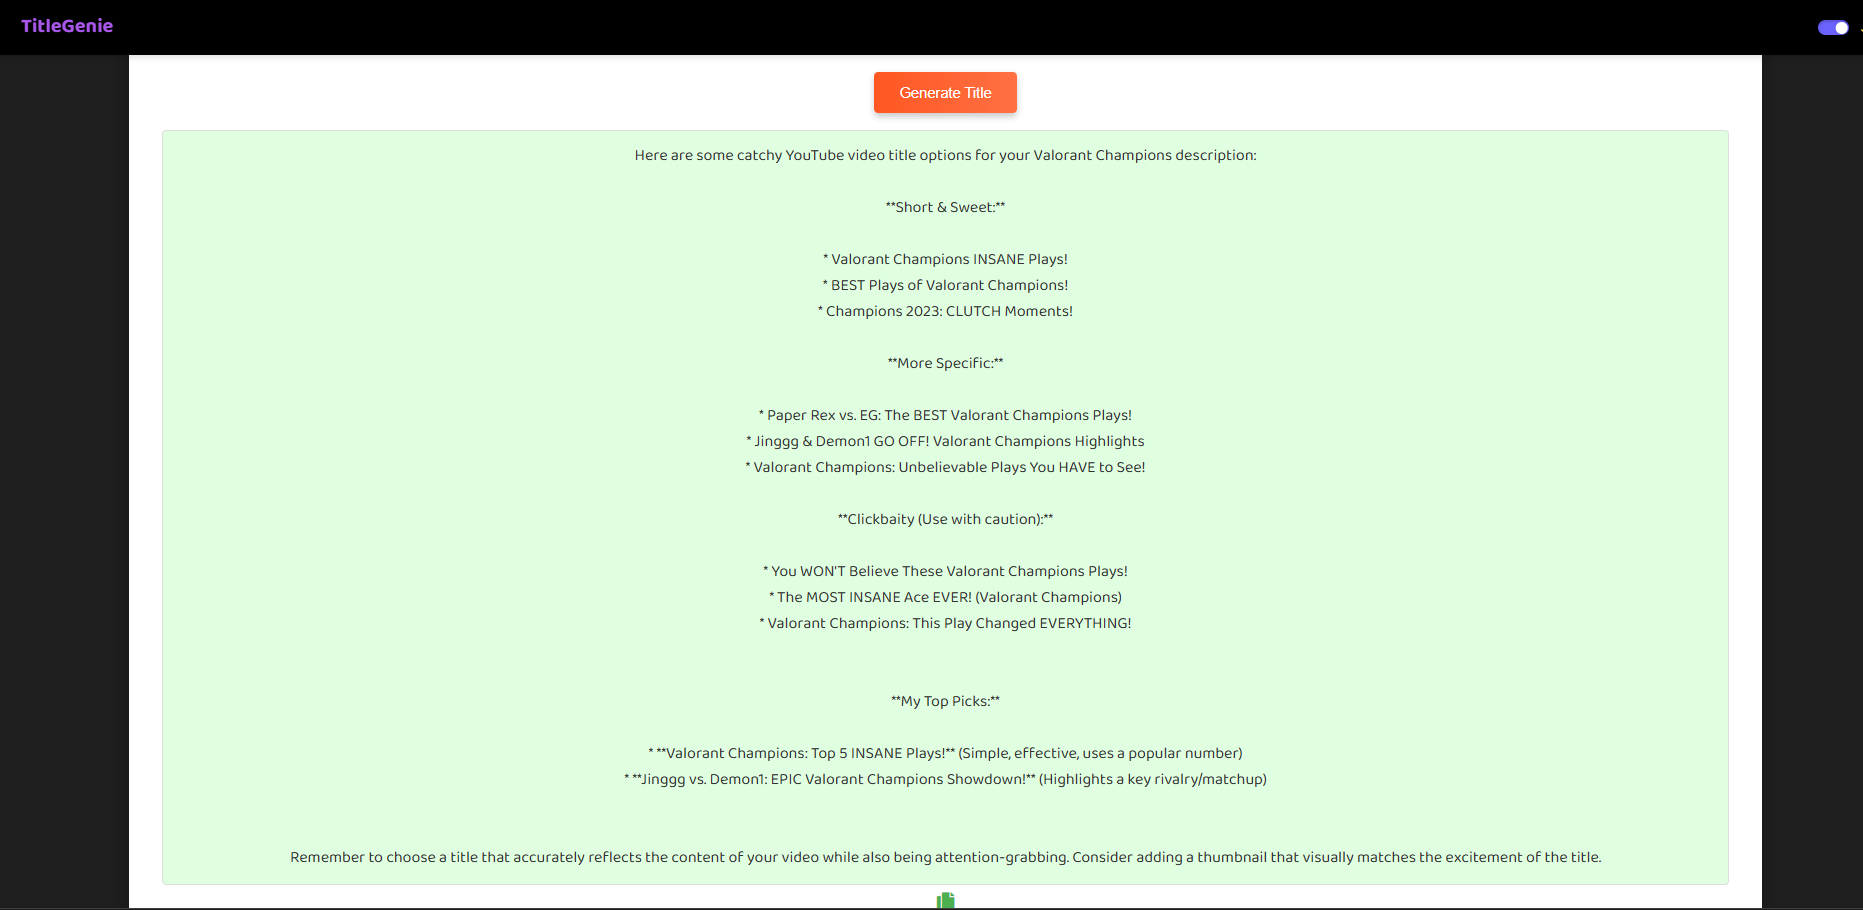 TitleGenie
Generate Title
Here are some catchy YouTube video title options for your Valorant Champions description:
**Short & Sweet:**
* Valorant Champions INSANE Plays!
* BEST Plays of Valorant Champions!
* Champions 2023: CLUTCH Moments!
**More Specific:**
* Paper Rex vs. EG: The BEST Valorant Champions Plays!
* Jinggg & Demon1 GO OFF! Valorant Champions Highlights
* Valorant Champions: Unbelievable Plays You HAVE to See!
**Clickbaity (Use with caution):**
* You WON'T Believe These Valorant Champions Plays!
* The MOST INSANE Ace EVER! (Valorant Champions)
* Valorant Champions: This Play Changed EVERYTHING!
**My Top Picks:**
* **Valorant Champions: Top 5 INSANE Plays!** (Simple, effective, uses a popular number)
* **Jinggg vs. Demon1: EPIC Valorant Champions Showdown!** (Highlights a key rivalry/matchup)
Remember to choose a title that accurately reflects the content of your video while also being attention-grabbing. Consider adding a thumbnail that visually matches the excitement of the title.